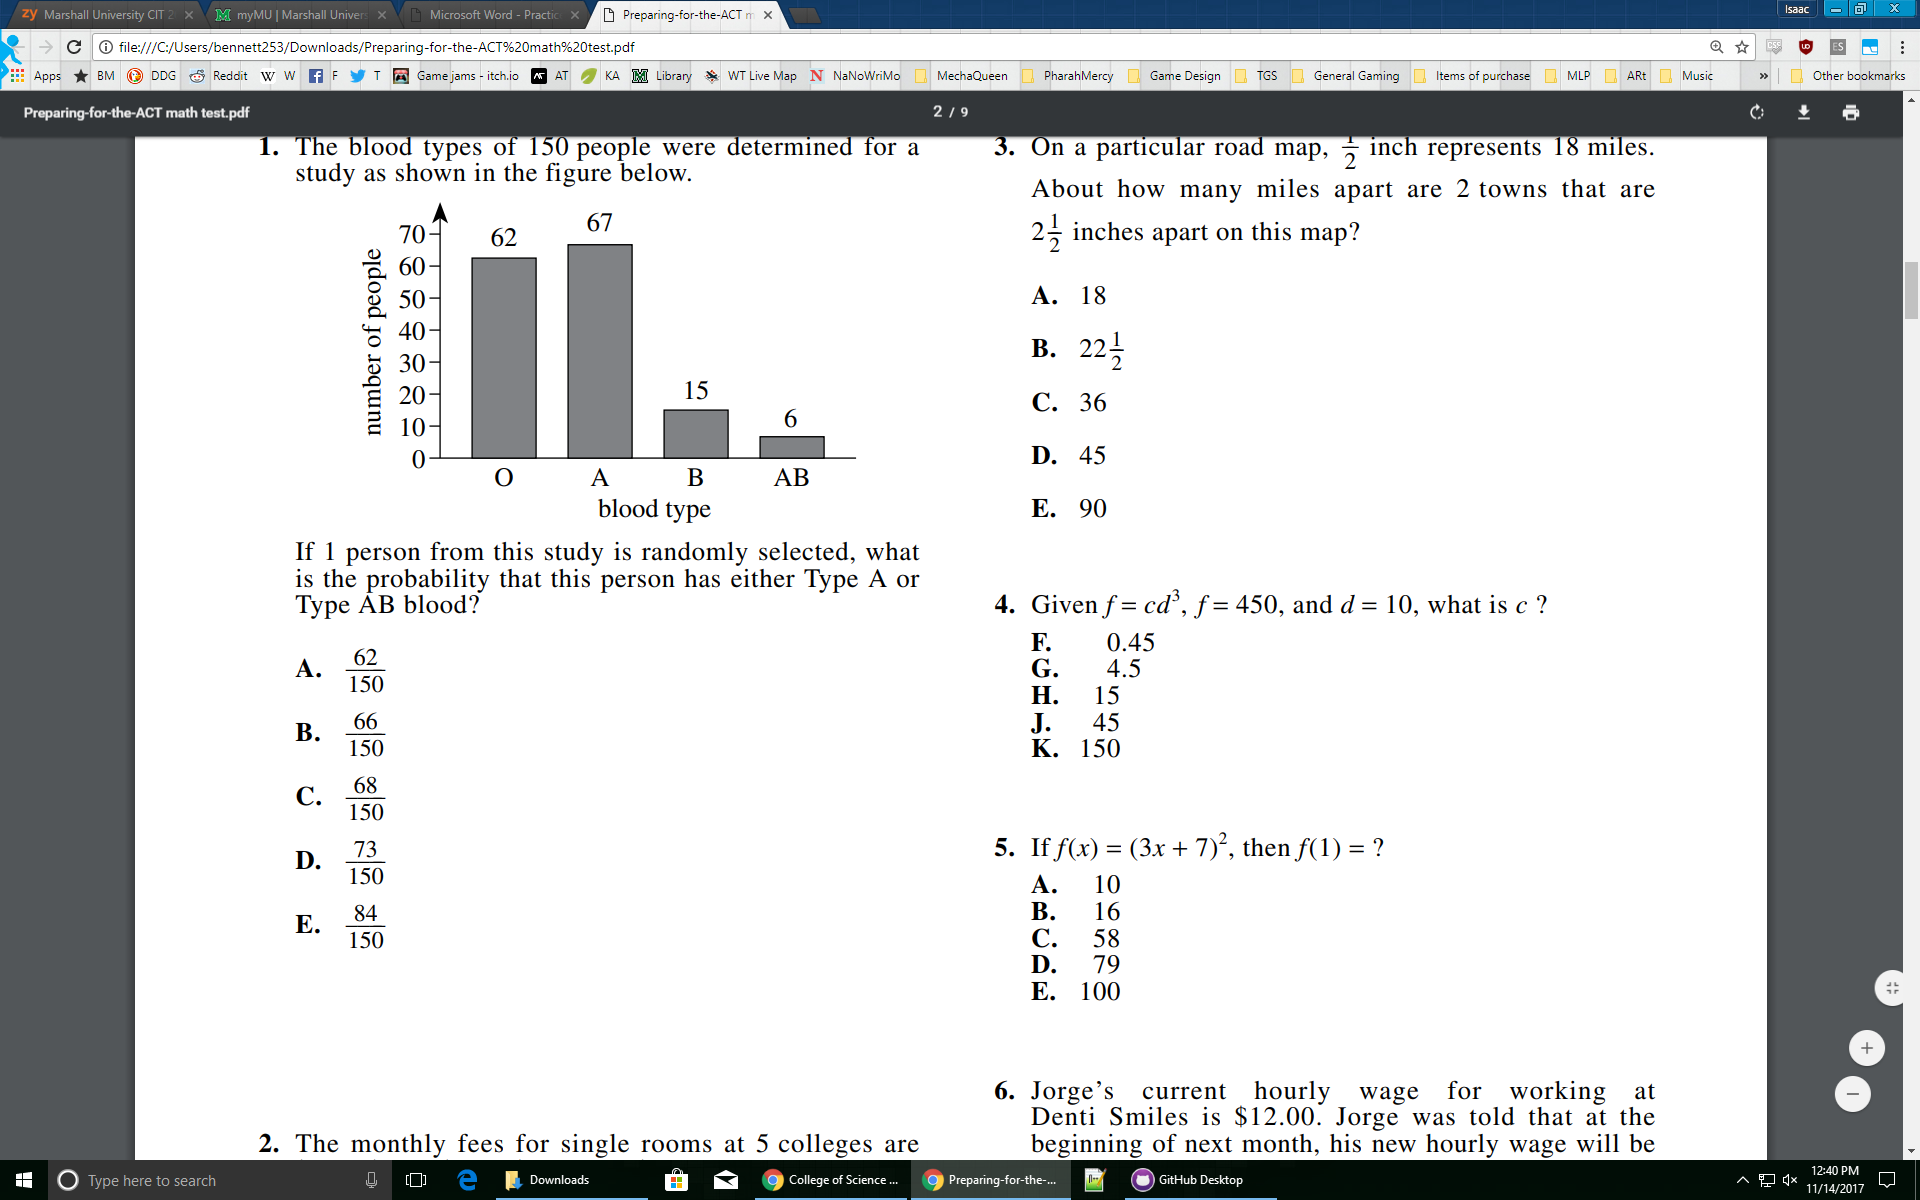 Marshall University CIT 2
myMU | Marshall Univers
Microsoft Word - Practic
Preparing-for-the-ACT m
Isaac
file:///C:/Users/bennett253/Downloads/Preparing-for-the-ACT%20math%20test.pdf
Apps BM DDG Reddit W W F T Game jams - itch.io AT KA Library WT Live Map N NaNoWriMo MechaQueen PharahMercy Game Design TGS General Gaming Items of purchase MLP ARt Music » Other bookmarks
Preparing-for-the-ACT math test.pdf
2 / 9
1. The blood types of 150 people were determined for a
study as shown in the figure below.
number of people
70
60
50
40
30
20
10
0
62
67
15
6
O A B AB
blood type
If 1 person from this study is randomly selected, what
is the probability that this person has either Type A or
Type AB blood?
A. 62/150
B. 66/150
C. 68/150
D. 73/150
E. 84/150
2. The monthly fees for single rooms at 5 colleges are
3. On a particular road map, 1/2 inch represents 18 miles.
About how many miles apart are 2 towns that are
2 1/2 inches apart on this map?
A. 18
B. 22 1/2
C. 36
D. 45
E. 90
4. Given f = cd³, f = 450, and d = 10, what is c ?
F. 0.45
G. 4.5
H. 15
J. 45
K. 150
5. If f(x) = (3x + 7)², then f(1) = ?
A. 10
B. 16
C. 58
D. 79
E. 100
6. Jorge’s current hourly wage for working at
Denti Smiles is $12.00. Jorge was told that at the
beginning of next month, his new hourly wage will be
Type here to search
Downloads
College of Science ...
Preparing-for-the-...
GitHub Desktop
12:40 PM
11/14/2017